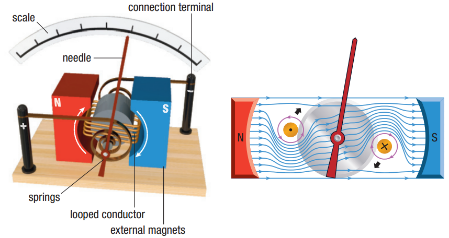 connection terminal
scale
needle
N
S
+
−
springs
looped conductor
external magnets
N
S